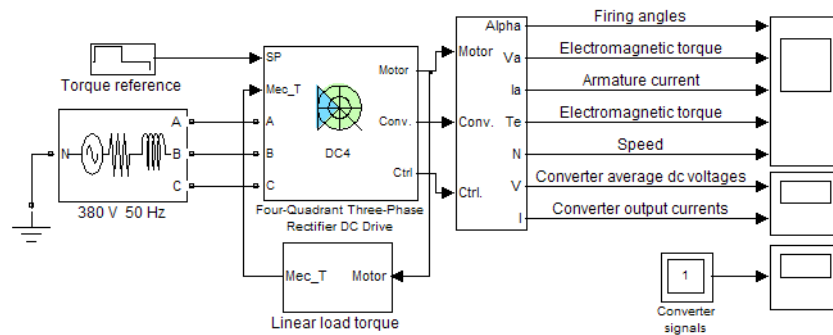 Alpha
Firing angles
SP
Motor
Motor
Va
Electromagnetic torque
Torque reference
Mec_T
Ia
Armature current
A
A
Conv.
Conv.
Te
Electromagnetic torque
N
B
B
DC4
N
Speed
C
C
Ctrl
Ctrl.
V
Converter average dc voltages
380 V 50 Hz
Four-Quadrant Three-Phase
Rectifier DC Drive
I
Converter output currents
Mec_T
Motor
1
Linear load torque
Converter
signals